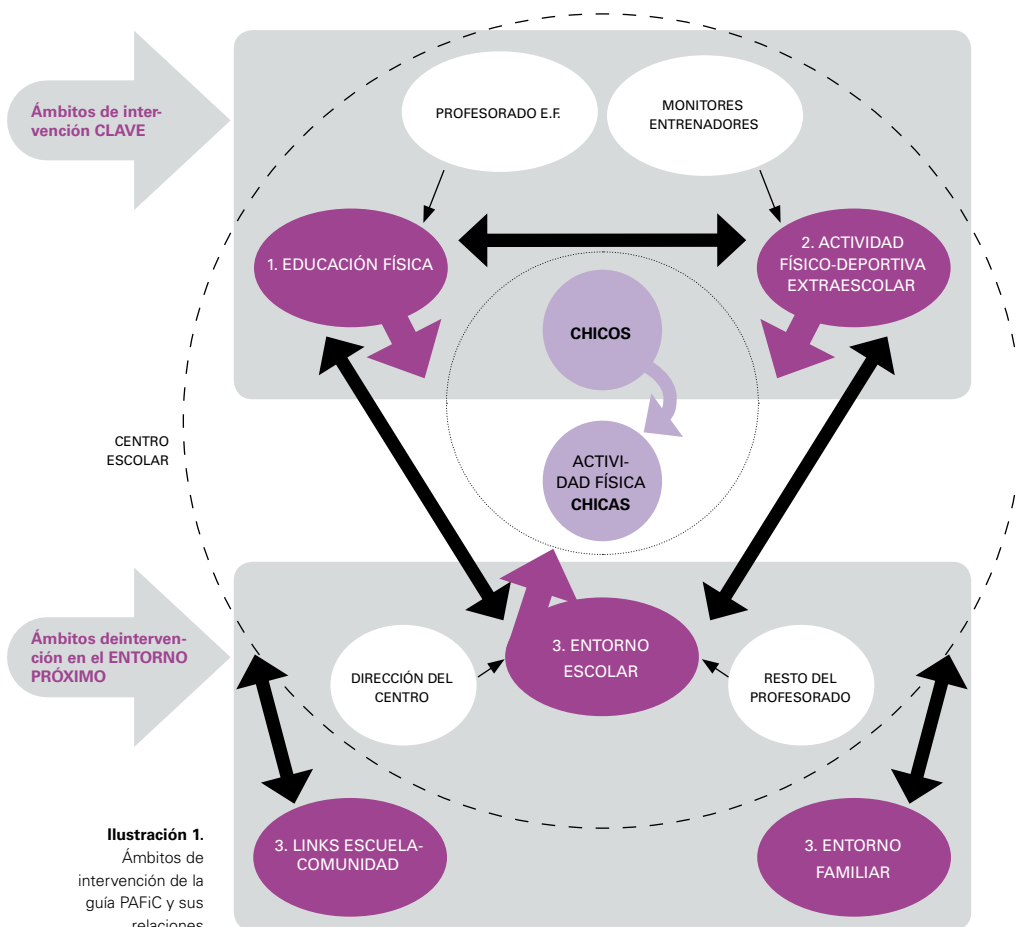 Ámbitos de inter-
vención CLAVE
PROFESORADO E.F.
MONITORES
ENTRENADORES
1. EDUCACIÓN FÍSICA
2. ACTIVIDAD
FÍSICO-DEPORTIVA
EXTRAESCOLAR
CHICOS
CENTRO
ESCOLAR
ACTIVI-
DAD FÍSICA
CHICAS
Ámbitos deinterven-
ción en el ENTORNO
PRÓXIMO
3. ENTORNO
ESCOLAR
DIRECCIÓN DEL
CENTRO
RESTO DEL
PROFESORADO
3. LINKS ESCUELA-
COMUNIDAD
3. ENTORNO
FAMILIAR
Ilustración 1.
Ámbitos de
intervención de la
guía PAFiC y sus
relaciones